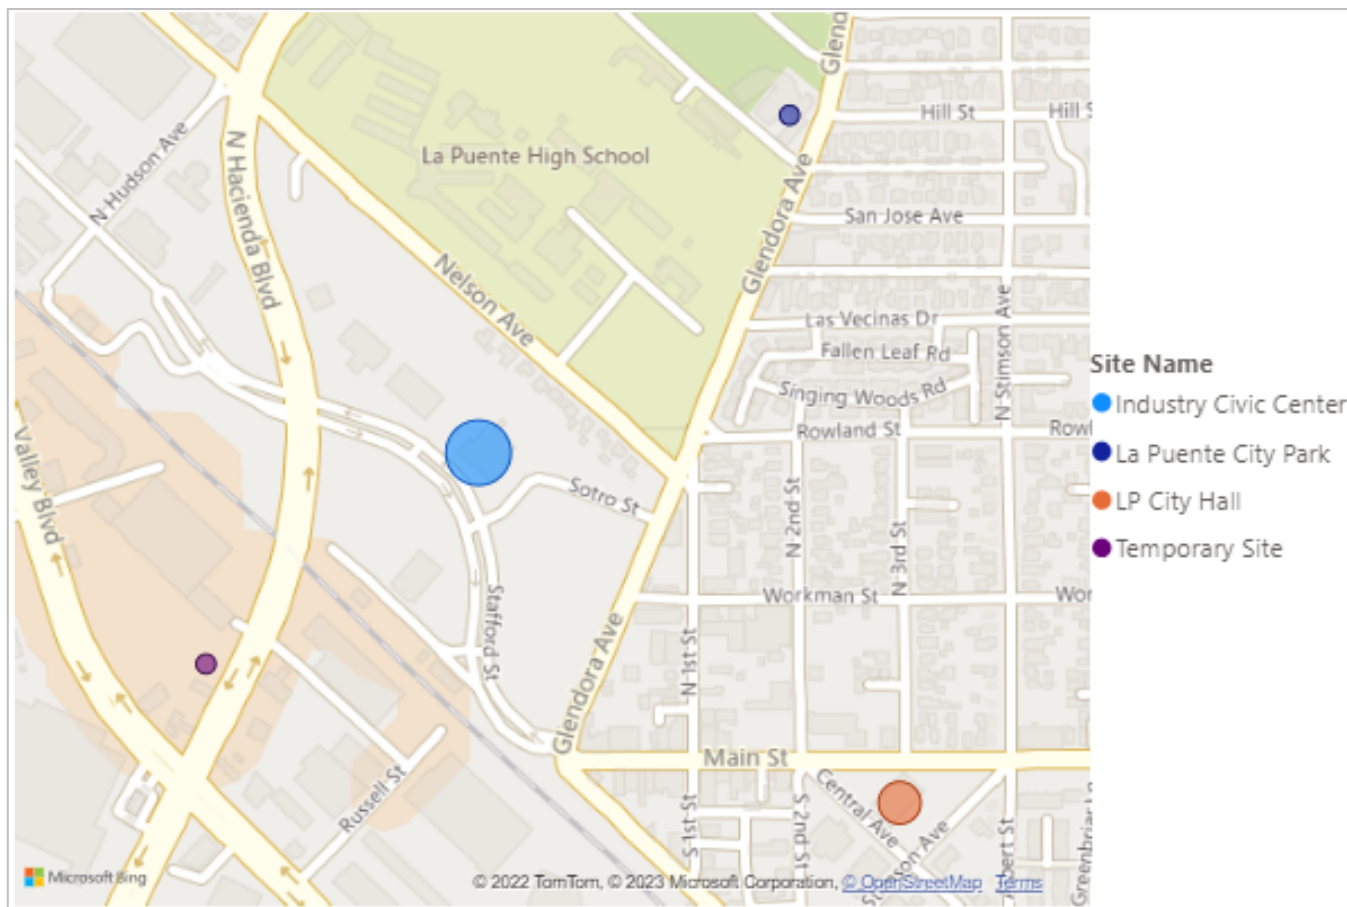 Glend
Hill St
Hill S
La Puente High School
N Hudson Ave
N Hacienda Blvd
Glendora Ave
San Jose Ave
Nelson Ave
Las Vecinas Dr
Fallen Leaf Rd
N Stimson Ave
Singing Woods Rd
Rowland St
Rowl
Valley Blvd
Sotro St
N 2nd St
N 3rd St
Workman St
Wor
Stafford St
Glendora Ave
N 1st St
Main St
Russell St
Central Ave
S 1st St
S 2nd St
Greenbriar Ln
Microsoft Bing
© 2022 TomTom, © 2023 Microsoft Corporation, © OpenStreetMap Terms
Site Name
Industry Civic Center
La Puente City Park
LP City Hall
Temporary Site